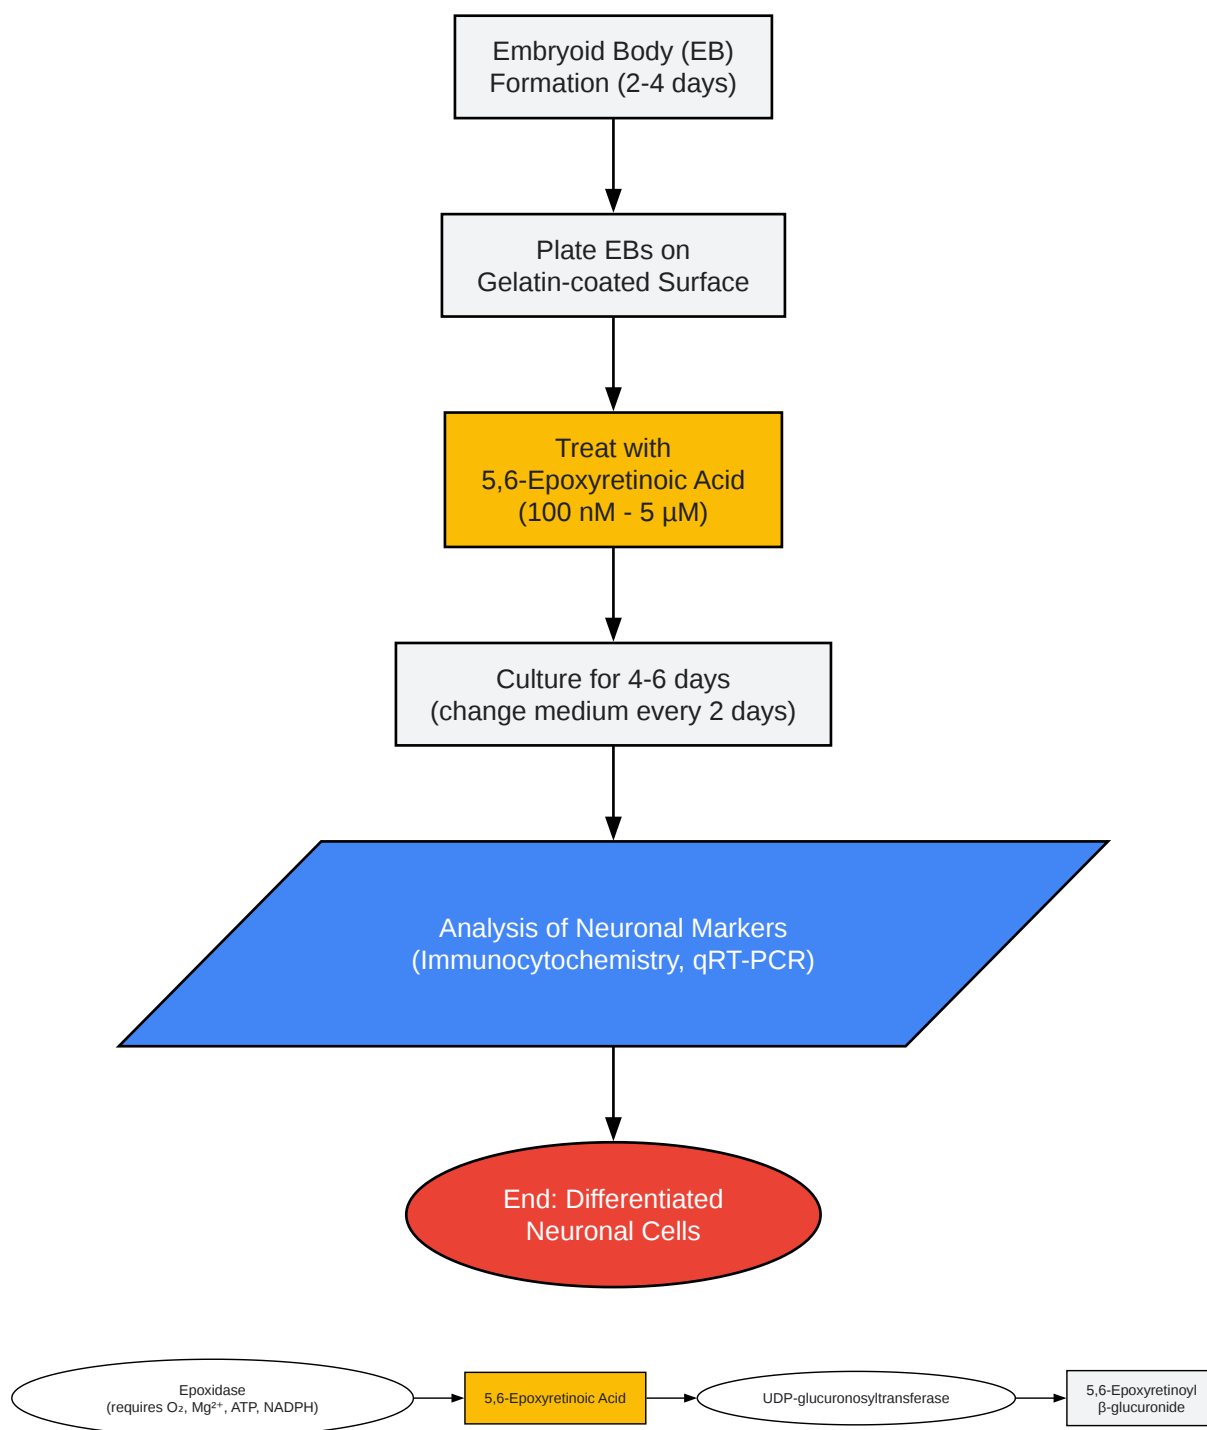 Embryoid Body (EB)
Formation (2-4 days)
Plate EBs on
Gelatin-coated Surface
Treat with
5,6-Epoxyretinoic Acid
(100 nM - 5 µM)
Culture for 4-6 days
(change medium every 2 days)
Analysis of Neuronal Markers
(Immunocytochemistry, qRT-PCR)
End: Differentiated
Neuronal Cells
Epoxidase
(requires O₂, Mg²⁺, ATP, NADPH)
5,6-Epoxyretinoic Acid
UDP-glucuronosyltransferase
5,6-Epoxyretinoyl
β-glucuronide